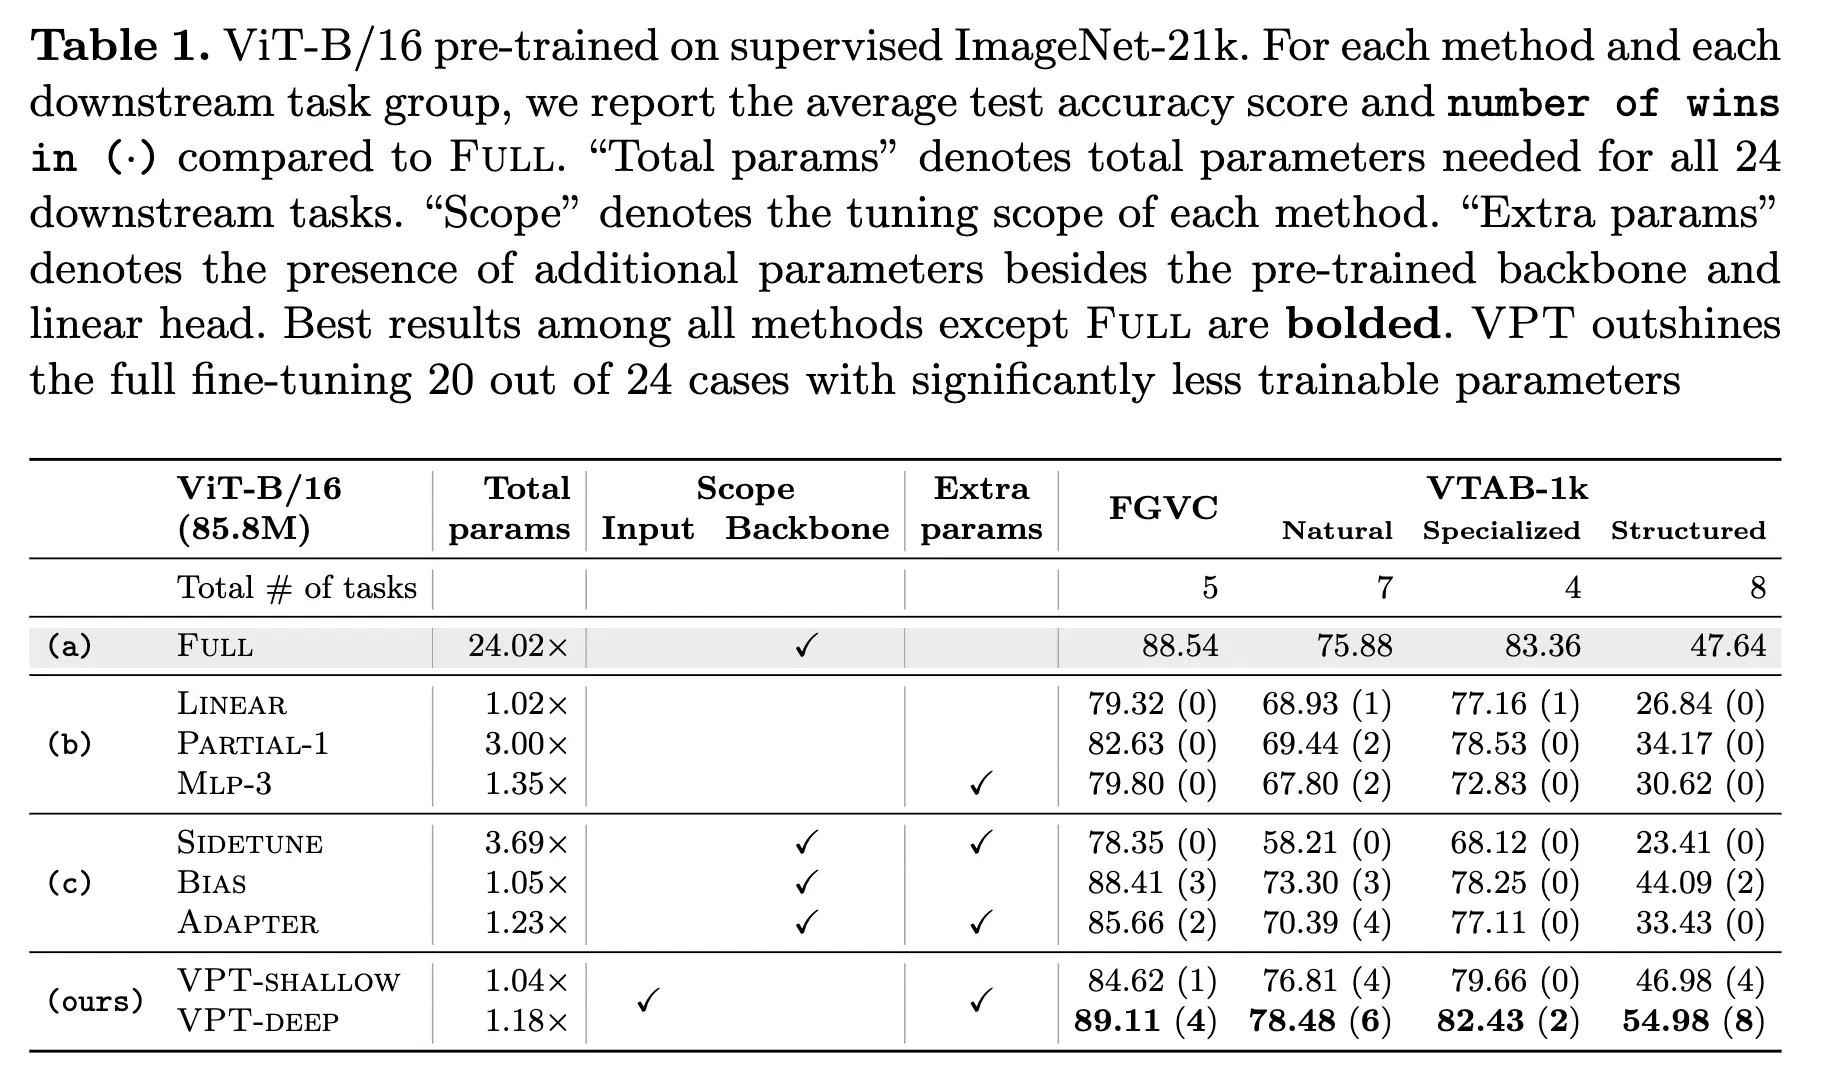 Table 1. ViT-B/16 pre-trained on supervised ImageNet-21k. For each method and each
downstream task group, we report the average test accuracy score and number of wins
in (·) compared to FULL. “Total params” denotes total parameters needed for all 24
downstream tasks. “Scope” denotes the tuning scope of each method. “Extra params”
denotes the presence of additional parameters besides the pre-trained backbone and
linear head. Best results among all methods except FULL are bolded. VPT outshines
the full fine-tuning 20 out of 24 cases with significantly less trainable parameters
ViT-B/16 Total Scope Extra FGVC VTAB-1k
(85.8M) params Input Backbone params Natural Specialized Structured
Total # of tasks 5 7 4 8
(a) FULL 24.02× ✓ 88.54 75.88 83.36 47.64
LINEAR 1.02× 79.32 (0) 68.93 (1) 77.16 (1) 26.84 (0)
(b) PARTIAL-1 3.00× 82.63 (0) 69.44 (2) 78.53 (0) 34.17 (0)
MLP-3 1.35× ✓ 79.80 (0) 67.80 (2) 72.83 (0) 30.62 (0)
SIDETUNE 3.69× ✓ ✓ 78.35 (0) 58.21 (0) 68.12 (0) 23.41 (0)
(c) BIAS 1.05× ✓ 88.41 (3) 73.30 (3) 78.25 (0) 44.09 (2)
ADAPTER 1.23× ✓ ✓ 85.66 (2) 70.39 (4) 77.11 (0) 33.43 (0)
(ours) VPT-SHALLOW 1.04× ✓ ✓ 84.62 (1) 76.81 (4) 79.66 (0) 46.98 (4)
VPT-DEEP 1.18× 89.11 (4) 78.48 (6) 82.43 (2) 54.98 (8)